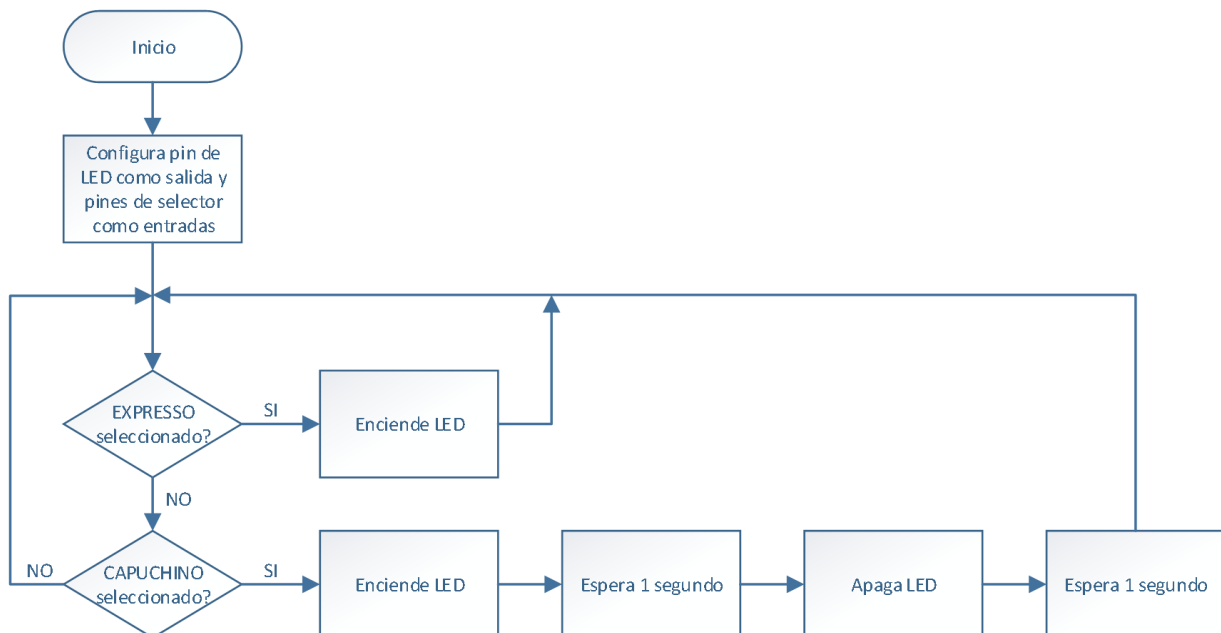 Inicio
Configura pin de
LED como salida y
pines de selector
como entradas
EXPRESSO
seleccionado?
SI
Enciende LED
NO
NO
CAPUCHINO
seleccionado?
SI
Enciende LED
Espera 1 segundo
Apaga LED
Espera 1 segundo